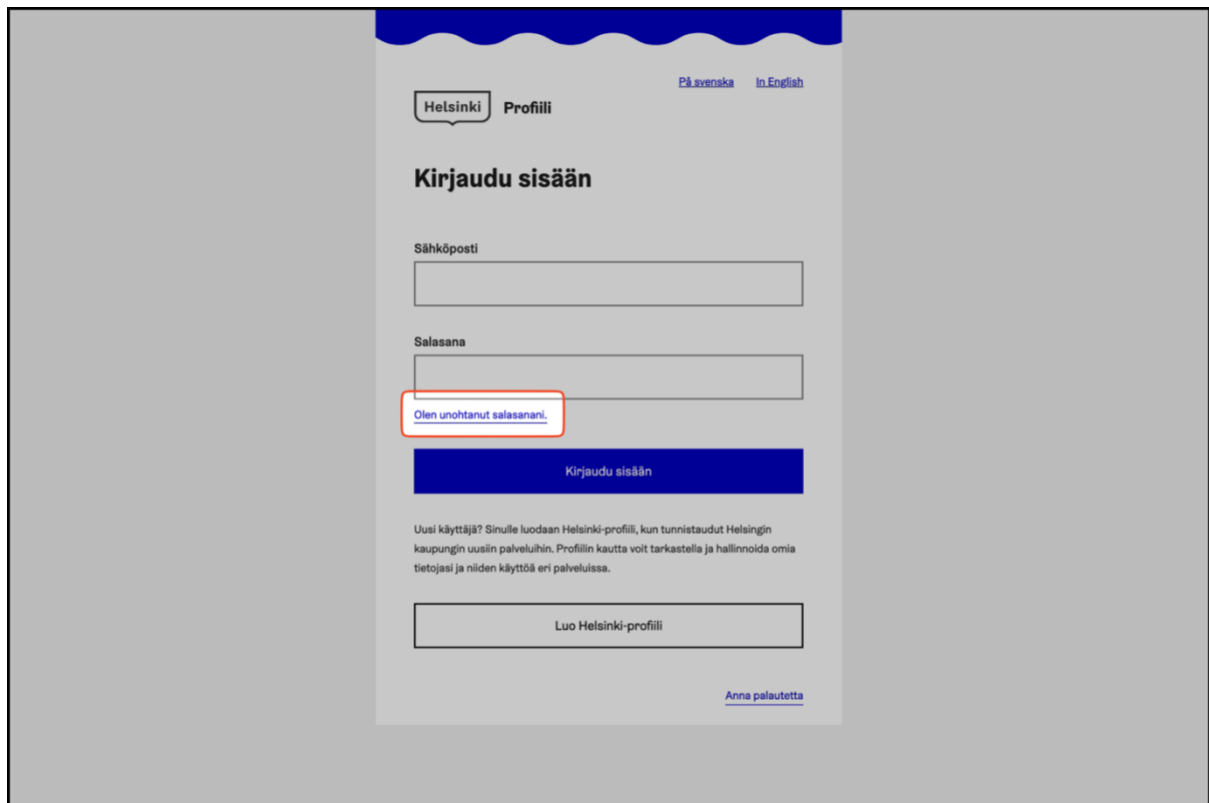 På svenska In English
Helsinki Profiili
Kirjaudu sisään
Sähköposti
Salasana
Olen unohtanut salasanani.
Kirjaudu sisään
Uusi käyttäjä? Sinulle luodaan Helsinki-profiili, kun tunnistaudut Helsingin
kaupungin uusiin palveluihin. Profiilin kautta voit tarkastella ja hallinnoida omia
tietojasi ja niiden käyttöä eri palveluissa.
Luo Helsinki-profiili
Anna palautetta